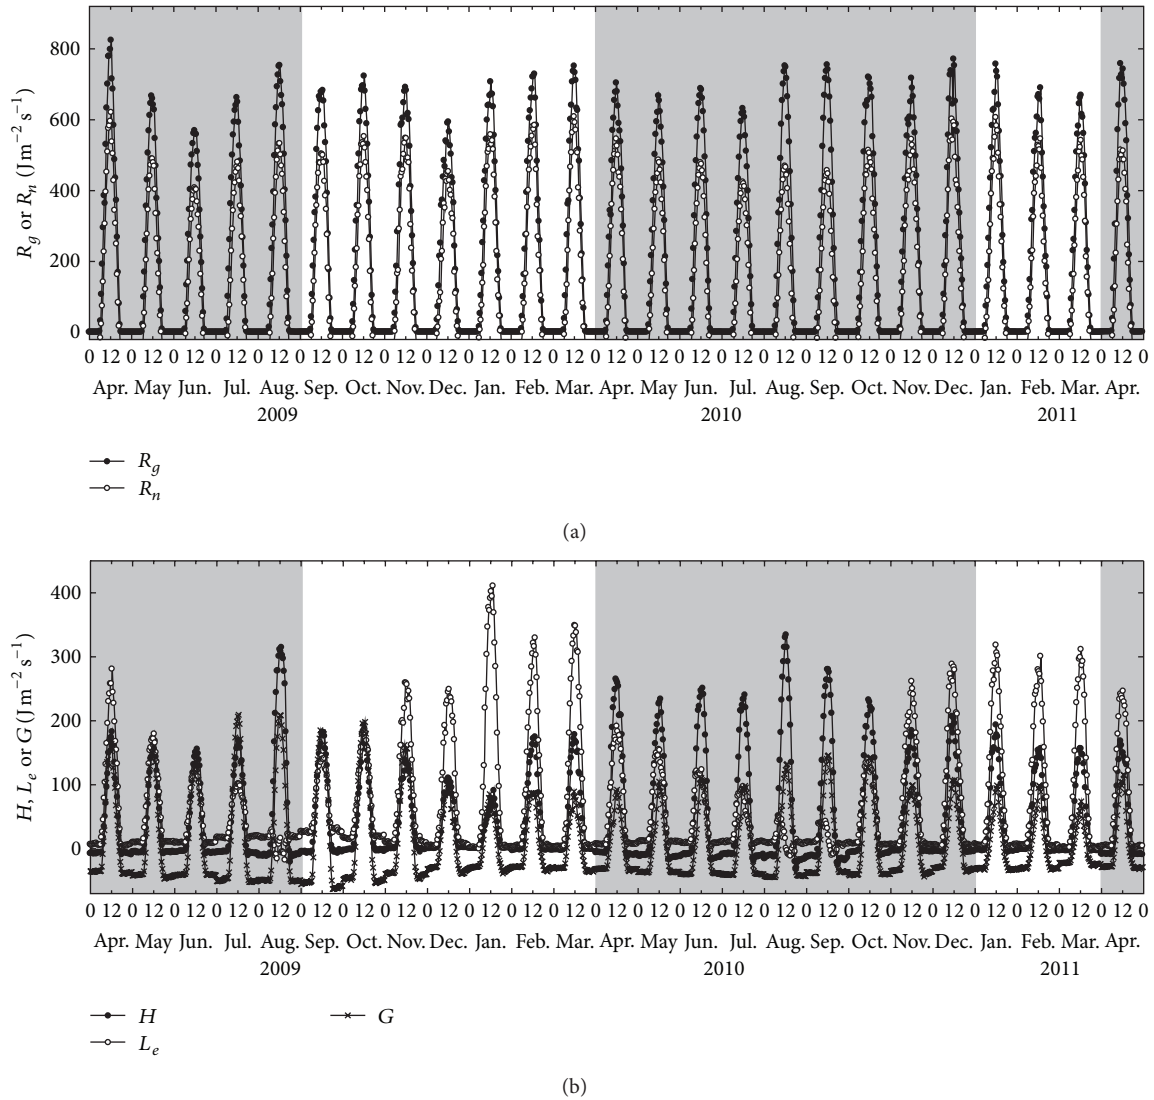 800
600
400
200
0
R_g or R_n (J m⁻² s⁻¹)
0 12 0 12 0 12 0 12 0 12 0 12 0 12 0 12 0 12 0 12 0 12 0 12 0 12 0 12 0 12 0 12 0 12 0 12 0 12 0 12 0 12 0 12 0 12 0 12 0 12 0
Apr. May Jun. Jul. Aug. Sep. Oct. Nov. Dec. Jan. Feb. Mar. Apr. May Jun. Jul. Aug. Sep. Oct. Nov. Dec. Jan. Feb. Mar. Apr.
2009 2010 2011
R_g
R_n
(a)
400
300
200
100
0
H, L_e or G (J m⁻² s⁻¹)
0 12 0 12 0 12 0 12 0 12 0 12 0 12 0 12 0 12 0 12 0 12 0 12 0 12 0 12 0 12 0 12 0 12 0 12 0 12 0 12 0 12 0 12 0 12 0 12 0 12 0
Apr. May Jun. Jul. Aug. Sep. Oct. Nov. Dec. Jan. Feb. Mar. Apr. May Jun. Jul. Aug. Sep. Oct. Nov. Dec. Jan. Feb. Mar. Apr.
2009 2010 2011
H G
L_e
(b)